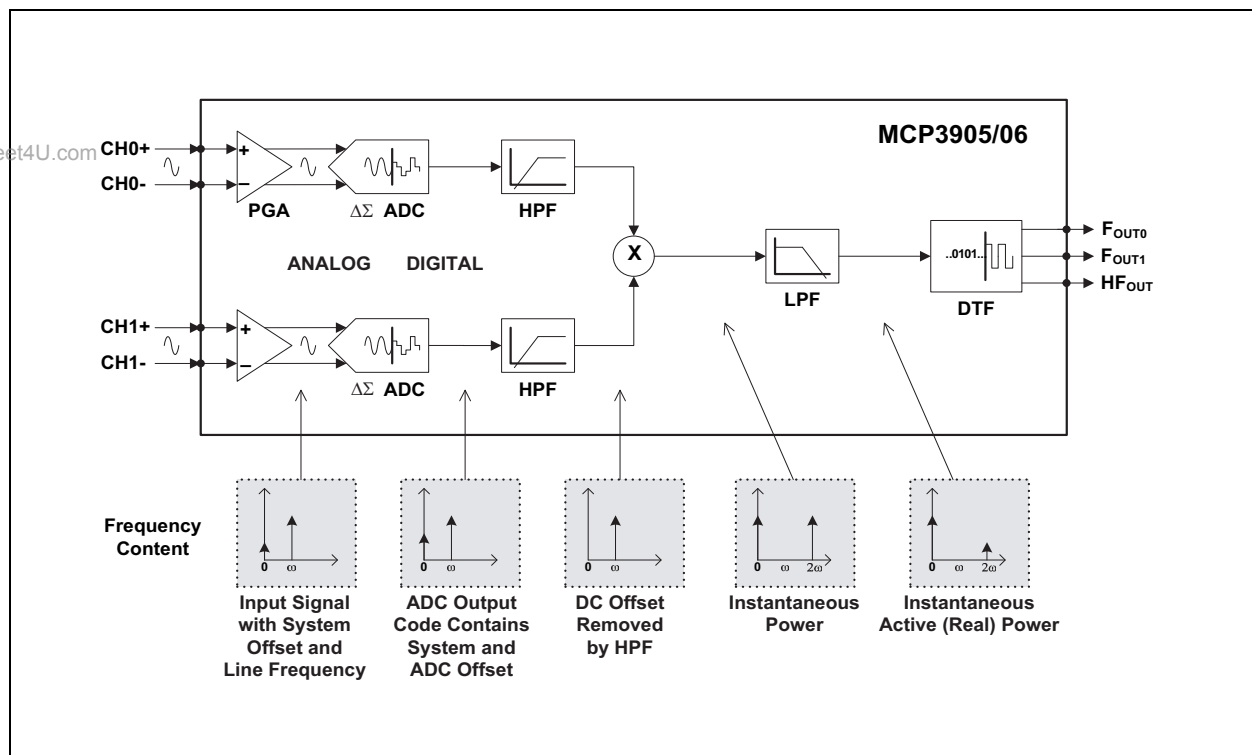 MCP3905/06
eet4U.com
CH0+
CH0-
+
–
PGA
ΔΣ ADC
HPF
ANALOG DIGITAL
X
LPF
..0101..
DTF
FOUT0
FOUT1
HFOUT
CH1+
CH1-
+
–
ΔΣ ADC
HPF
Frequency
Content
0 ω
0 ω
0 ω
0 ω 2ω
0 ω 2ω
Input Signal
with System
Offset and
Line Frequency
ADC Output
Code Contains
System and
ADC Offset
DC Offset
Removed
by HPF
Instantaneous
Power
Instantaneous
Active (Real) Power